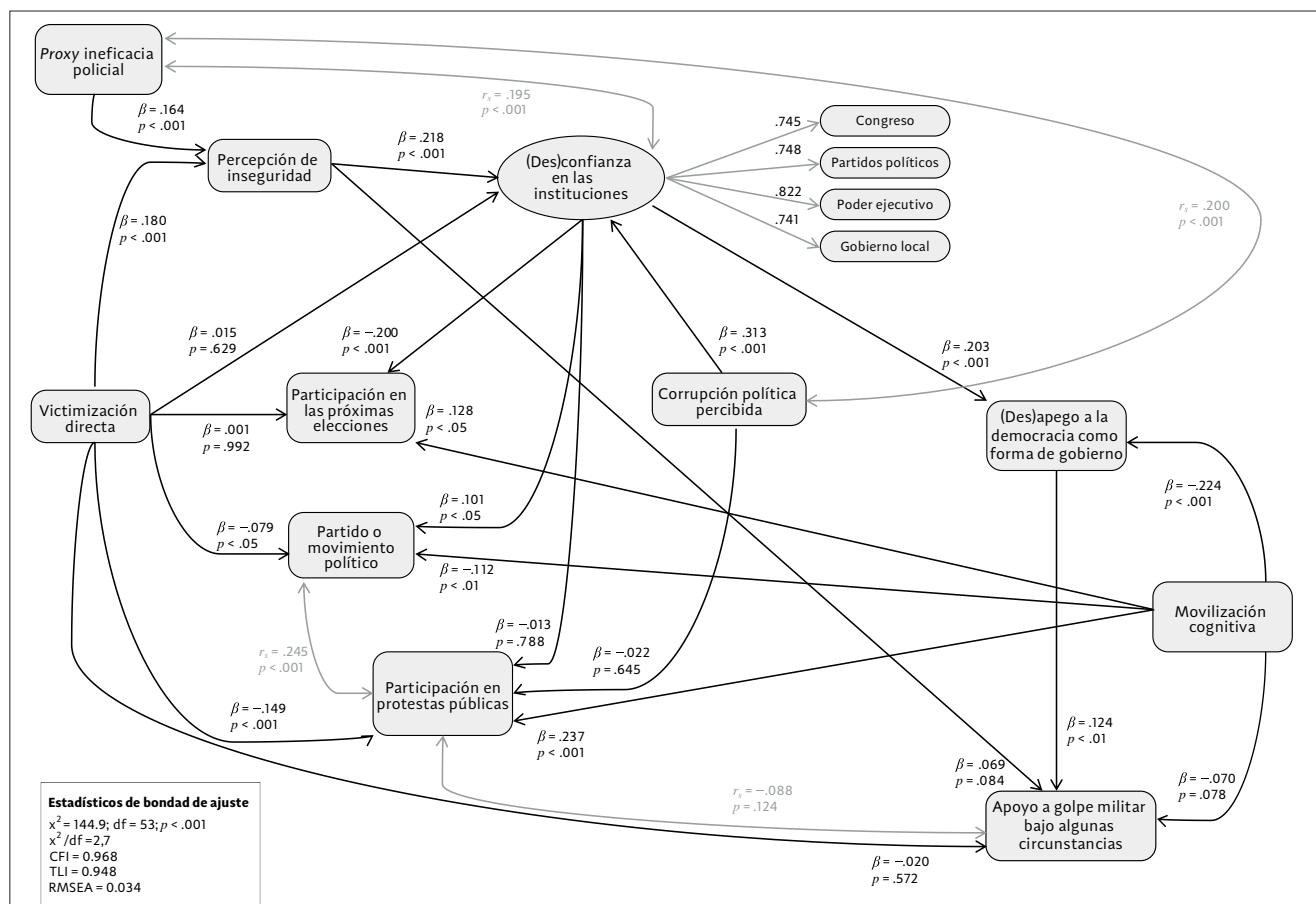 Proxy ineficacia
policial
β = .164
p < .001
Percepción de
inseguridad
β = .218
p < .001
rs = .195
p < .001
(Des)confianza
en las
instituciones
.745
Congreso
.748
Partidos políticos
.822
Poder ejecutivo
.741
Gobierno local
rs = .200
p < .001
β = .180
p < .001
β = .015
p = .629
β = −.200
p < .001
β = .313
p < .001
β = .203
p < .001
Victimización
directa
β = .001
p = .992
Participación en
las próximas
elecciones
β = .128
p < .05
Corrupción política
percibida
(Des)apego a la
democracia como
forma de gobierno
β = −.224
p < .001
β = −.079
p < .05
Partido o
movimiento
político
β = .101
p < .05
β = −.112
p < .01
Movilización
cognitiva
rs = .245
p < .001
β = −.013
p = .788
β = −.022
p = .645
β = −.149
p < .001
Participación en
protestas públicas
β = .237
p < .001
β = .124
p < .01
β = .069
p = .084
β = −.070
p = .078
rs = −.088
p = .124
Apoyo a golpe militar
bajo algunas
circunstancias
β = −.020
p = .572
Estadísticos de bondad de ajuste
x² = 144.9; df = 53; p < .001
x² /df =2,7
CFI = 0.968
TLI = 0.948
RMSEA = 0.034